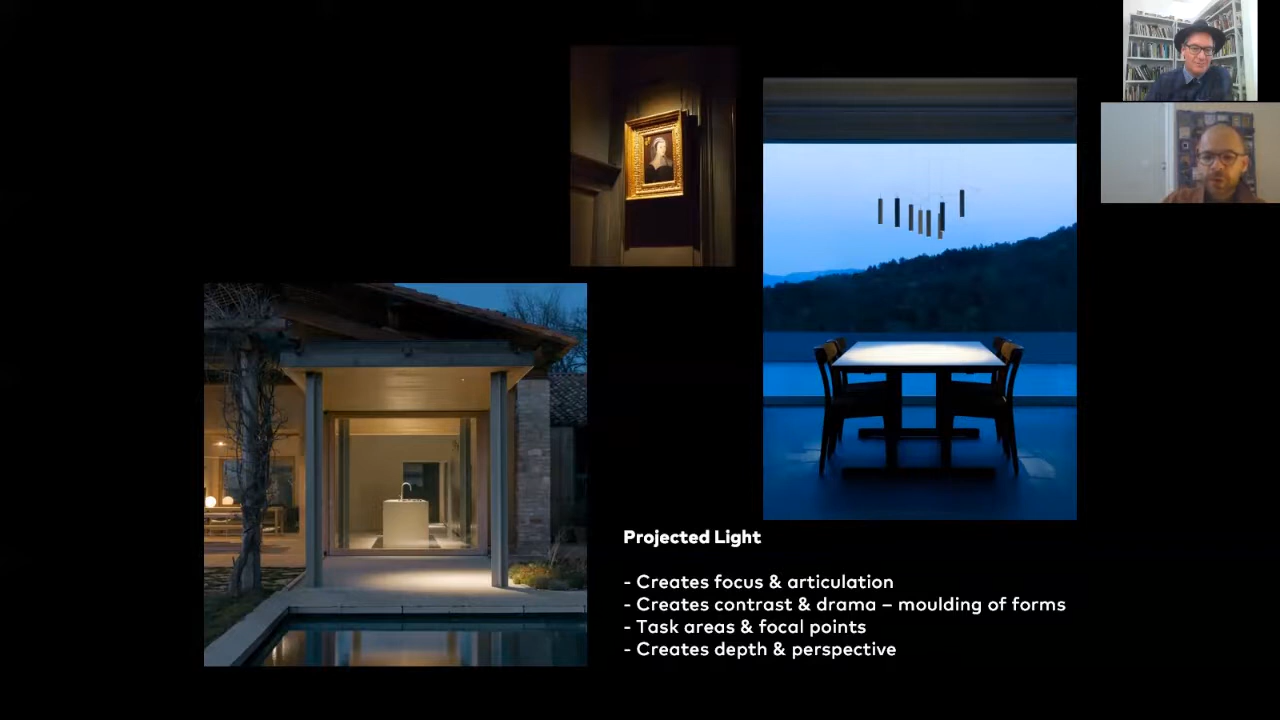 Projected Light
- Creates focus & articulation
- Creates contrast & drama – moulding of forms
- Task areas & focal points
- Creates depth & perspective